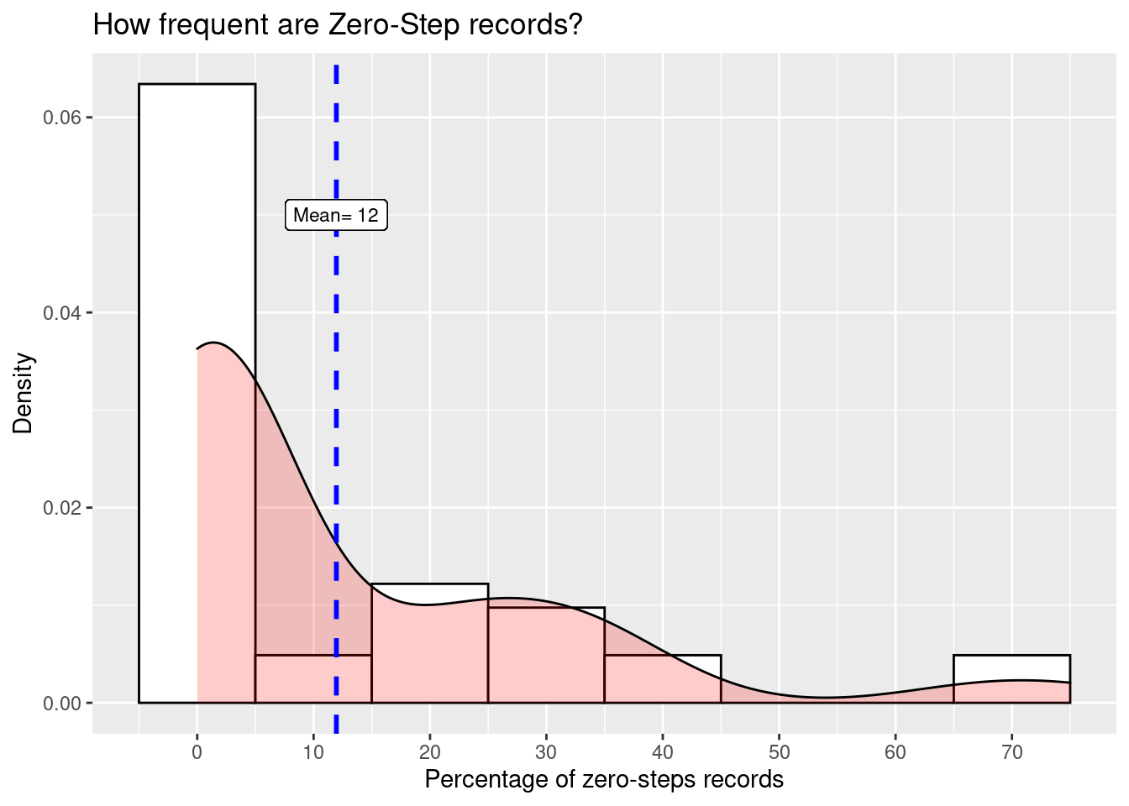 How frequent are Zero-Step records?
0.06
0.04
0.02
0.00
Density
Mean= 12
0 10 20 30 40 50 60 70
Percentage of zero-steps records